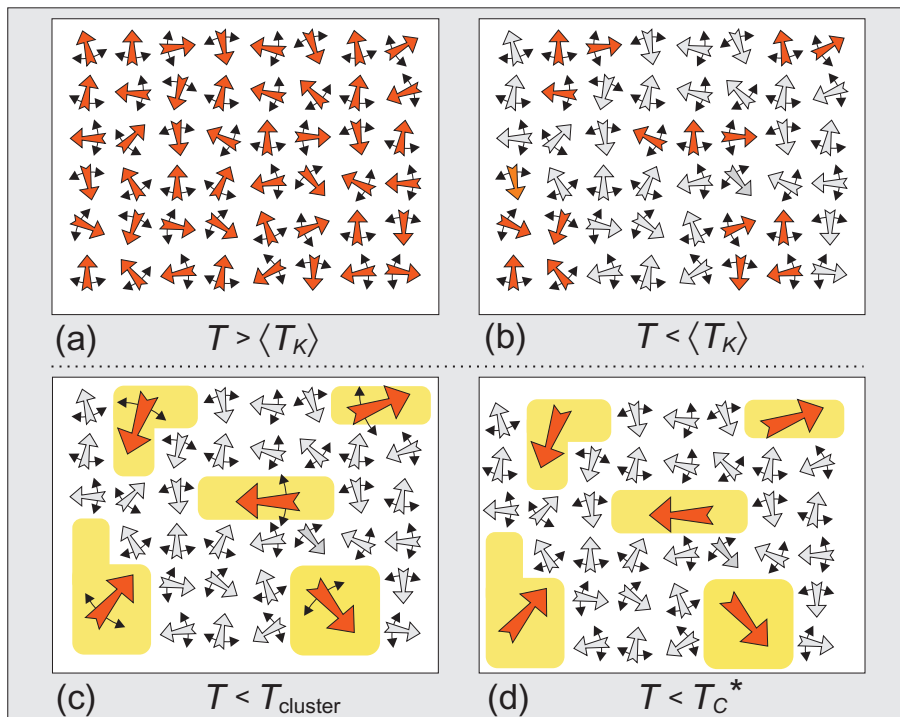 (a) T > ⟨T_K⟩
(b) T < ⟨T_K⟩
(c) T < T_cluster
(d) T < T_C*